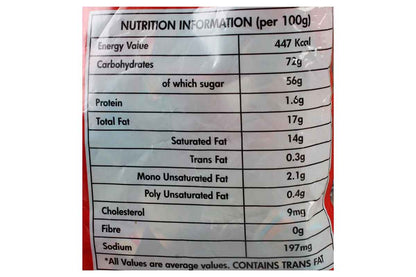 NUTRITION INFORMATION (per 100g)
Energy Value 447 Kcal
Carbohydrates 72g
of which sugar 56g
Protein 1.6g
Total Fat 17g
Saturated Fat 14g
Trans Fat 0.3g
Mono Unsaturated Fat 2.1g
Poly Unsaturated Fat 0.4g
Cholesterol 9mg
Fibre 0g
Sodium 197mg
*All Values are average values. CONTAINS TRANS FAT